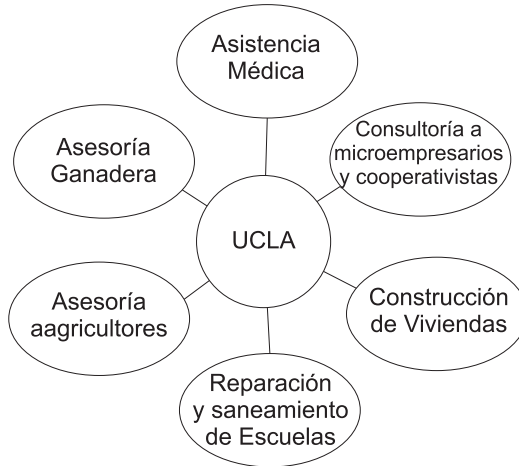 Asistencia
Médica
Asesoría
Ganadera
Consultoría a
microempresarios
y cooperativistas
UCLA
Asesoría
aagricultores
Construcción
de Viviendas
Reparación
y saneamiento
de Escuelas